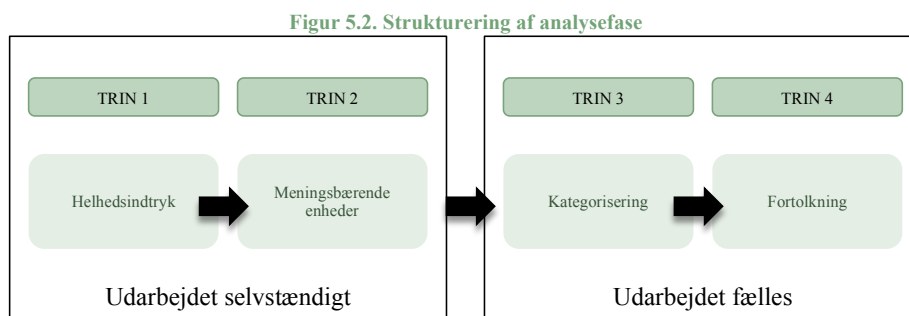 Figur 5.2. Strukturering af analysefase
TRIN 1
TRIN 2
TRIN 3
TRIN 4
Helhedsindtryk
Meningsbærende
enheder
Kategorisering
Fortolkning
Udarbejdet selvstændigt
Udarbejdet fælles